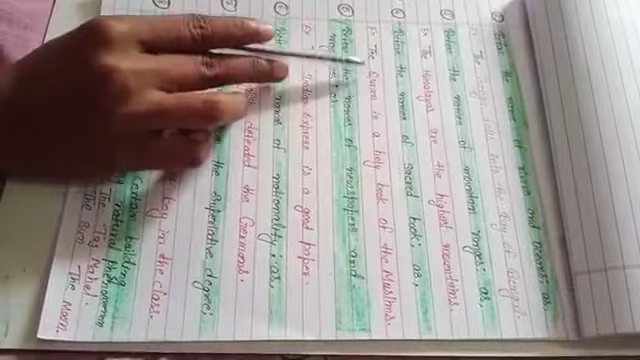 Before the names of rivers and oceans: as
Ex: The Ganga falls into the Bay of Bengal.
Before the names of mountain ranges: as,
Ex: The Himalayas are the highest mountains.
Before the names of sacred book: as,
Ex: The Quran is a holy book of the Muslims.
Before the names of newspapers and
Ex: Indian Express is a good paper.
names of nationality: as,
defeated the Germans.
the superlative degree:
boy in the class.
certain building
natural phenomenon
The Taj Mahal.
The Sun The Moon.